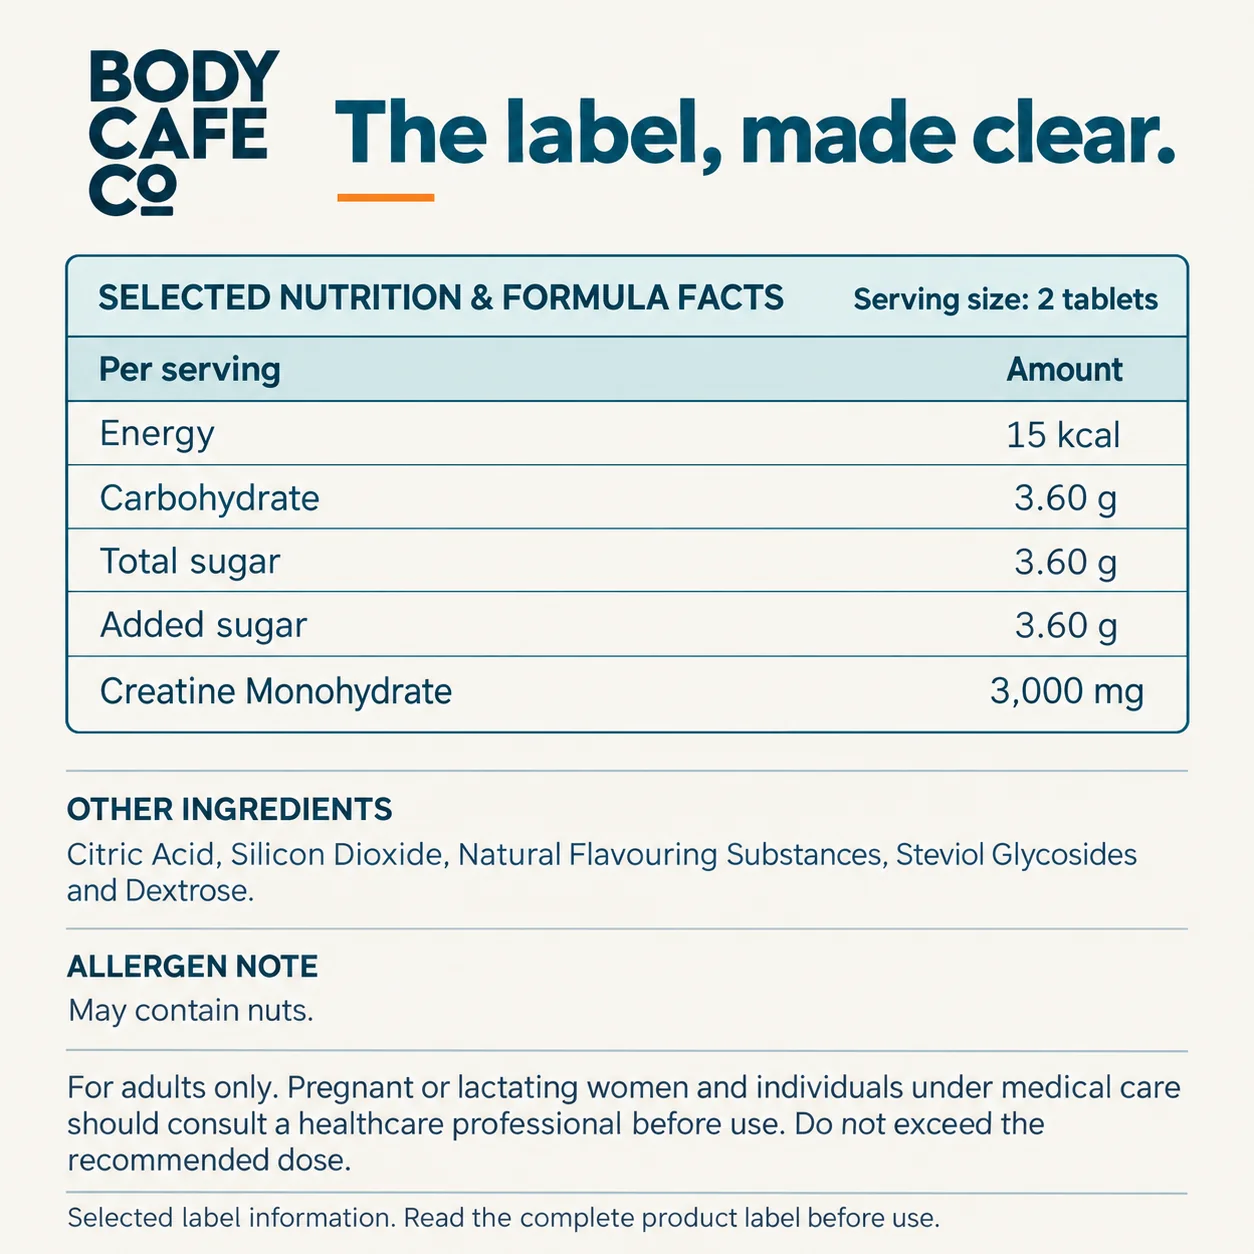 BODY
CAFE
Co
The label, made clear.
SELECTED NUTRITION & FORMULA FACTS Serving size: 2 tablets
Per serving Amount
Energy 15 kcal
Carbohydrate 3.60 g
Total sugar 3.60 g
Added sugar 3.60 g
Creatine Monohydrate 3,000 mg
OTHER INGREDIENTS
Citric Acid, Silicon Dioxide, Natural Flavouring Substances, Steviol Glycosides
and Dextrose.
ALLERGEN NOTE
May contain nuts.
For adults only. Pregnant or lactating women and individuals under medical care
should consult a healthcare professional before use. Do not exceed the
recommended dose.
Selected label information. Read the complete product label before use.